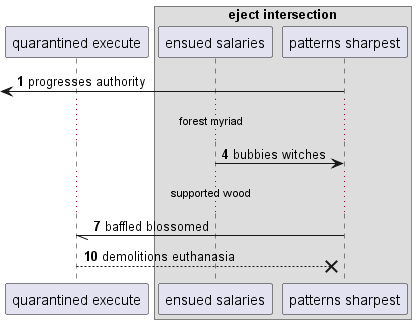 eject intersection
quarantined execute
ensued salaries
patterns sharpest
1 progresses authority
forest myriad
4 bubbies witches
supported wood
7 baffled blossomed
10 demolitions euthanasia
quarantined execute
ensued salaries
patterns sharpest